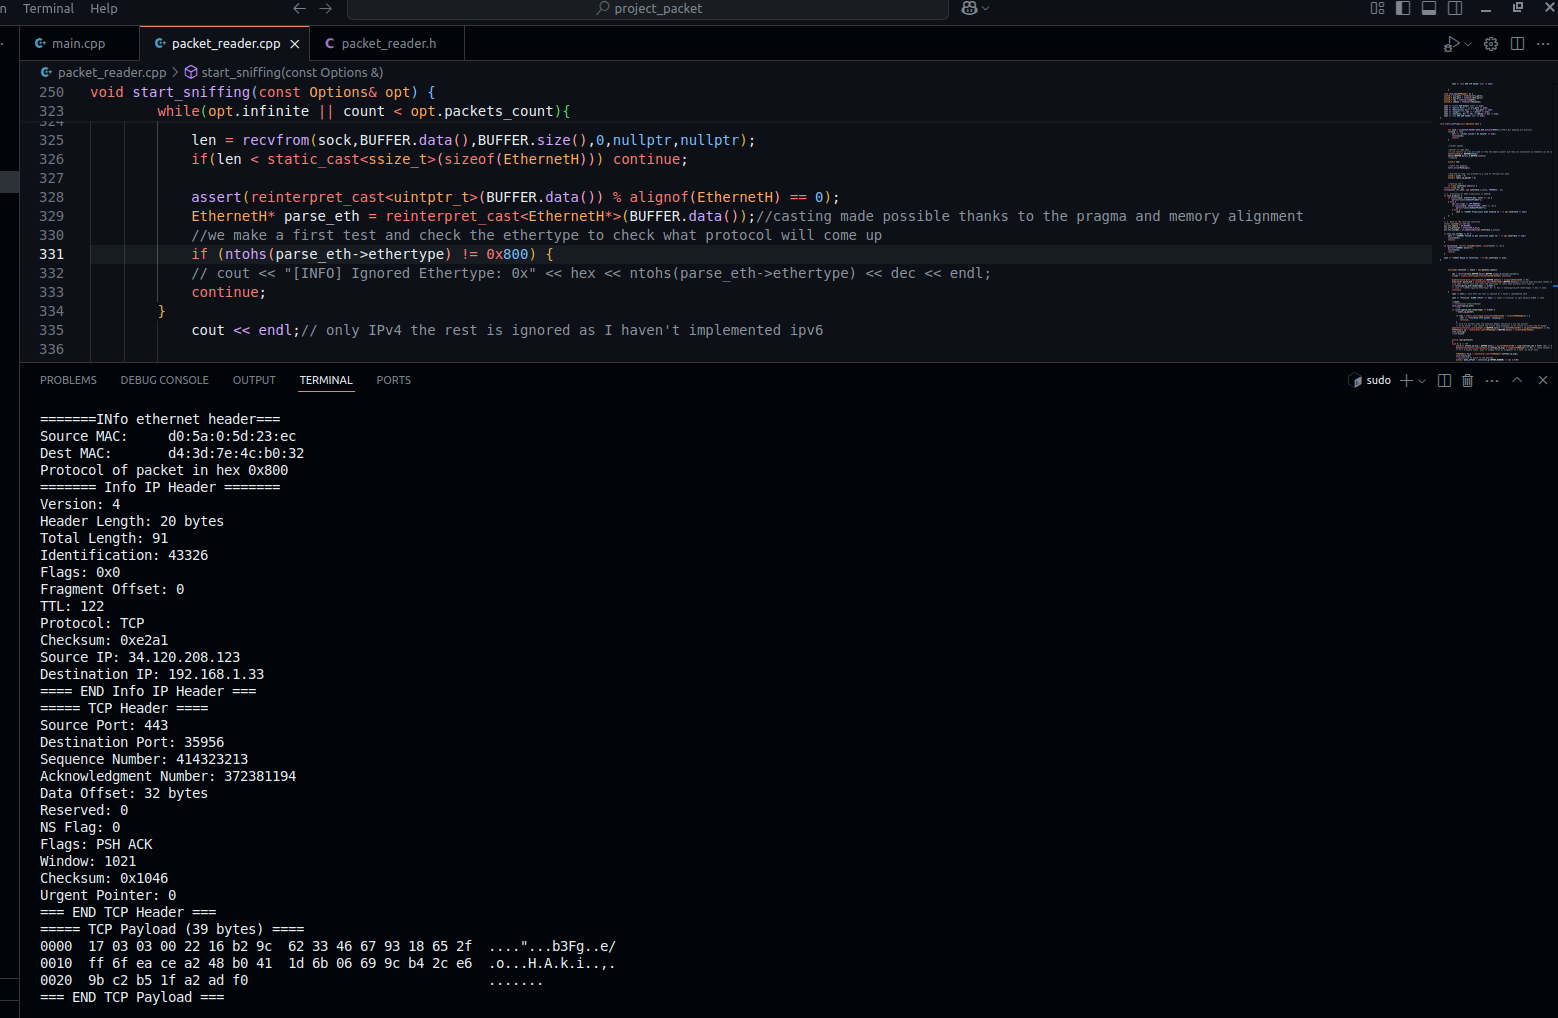 n Terminal Help project_packet
main.cpp packet_reader.cpp packet_reader.h
packet_reader.cpp > start_sniffing(const Options &)
250 void start_sniffing(const Options& opt) {
323 while(opt.infinite || count < opt.packets_count){
324
325 len = recvfrom(sock,BUFFER.data(),BUFFER.size(),0,nullptr,nullptr);
326 if(len < static_cast<ssize_t>(sizeof(EthernetH))) continue;
327
328 assert(reinterpret_cast<uintptr_t>(BUFFER.data()) % alignof(EthernetH) == 0);
329 EthernetH* parse_eth = reinterpret_cast<EthernetH*>(BUFFER.data());//casting made possible thanks to the pragma and memory alignment
330 //we make a first test and check the ethertype to check what protocol will come up
331 if (ntohs(parse_eth->ethertype) != 0x800) {
332 // cout << "[INFO] Ignored Ethertype: 0x" << hex << ntohs(parse_eth->ethertype) << dec << endl;
333 continue;
334 }
335 cout << endl;// only IPv4 the rest is ignored as I haven't implemented ipv6
336
PROBLEMS DEBUG CONSOLE OUTPUT TERMINAL PORTS sudo
=======INfo ethernet header===
Source MAC: d0:5a:0:5d:23:ec
Dest MAC: d4:3d:7e:4c:b0:32
Protocol of packet in hex 0x800
======= Info IP Header =======
Version: 4
Header Length: 20 bytes
Total Length: 91
Identification: 43326
Flags: 0x0
Fragment Offset: 0
TTL: 122
Protocol: TCP
Checksum: 0xe2a1
Source IP: 34.120.208.123
Destination IP: 192.168.1.33
==== END Info IP Header ===
===== TCP Header ====
Source Port: 443
Destination Port: 35956
Sequence Number: 414323213
Acknowledgment Number: 372381194
Data Offset: 32 bytes
Reserved: 0
NS Flag: 0
Flags: PSH ACK
Window: 1021
Checksum: 0x1046
Urgent Pointer: 0
=== END TCP Header ===
===== TCP Payload (39 bytes) ====
0000 17 03 03 00 22 16 b2 9c 62 33 46 67 93 18 65 2f ...."...b3Fg..e/
0010 ff 6f ea ce a2 48 b0 41 1d 6b 06 69 9c b4 2c e6 .o...H.A.k.i..,.
0020 9b c2 b5 1f a2 ad f0 .......
=== END TCP Payload ===